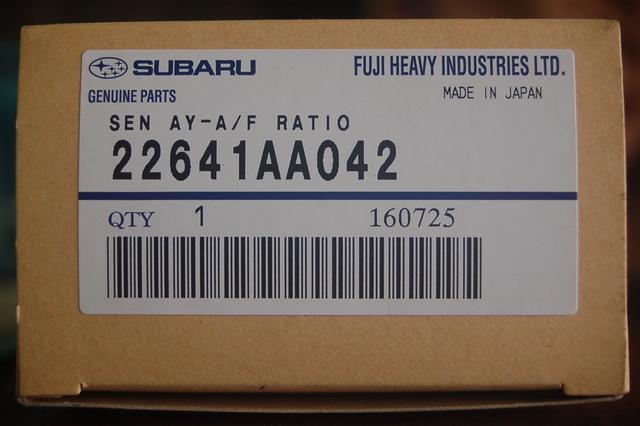 SUBARU FUJI HEAVY INDUSTRIES LTD.
GENUINE PARTS MADE IN JAPAN
SEN AY-A/F RATIO
22641AA042
QTY 1 160725